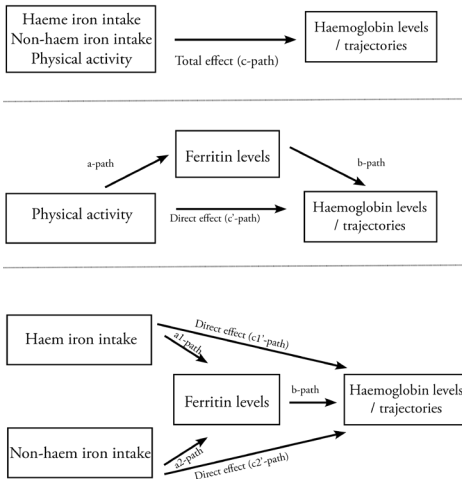 Haeme iron intake
Non-haem iron intake
Physical activity
Total effect (c-path)
Haemoglobin levels
/ trajectories
a-path
Ferritin levels
b-path
Physical activity
Direct effect (c'-path)
Haemoglobin levels
/ trajectories
Haem iron intake
Direct effect (c1'-path)
a1-path
Ferritin levels
b-path
Haemoglobin levels
/ trajectories
Non-haem iron intake
a2-path
Direct effect (c2'-path)